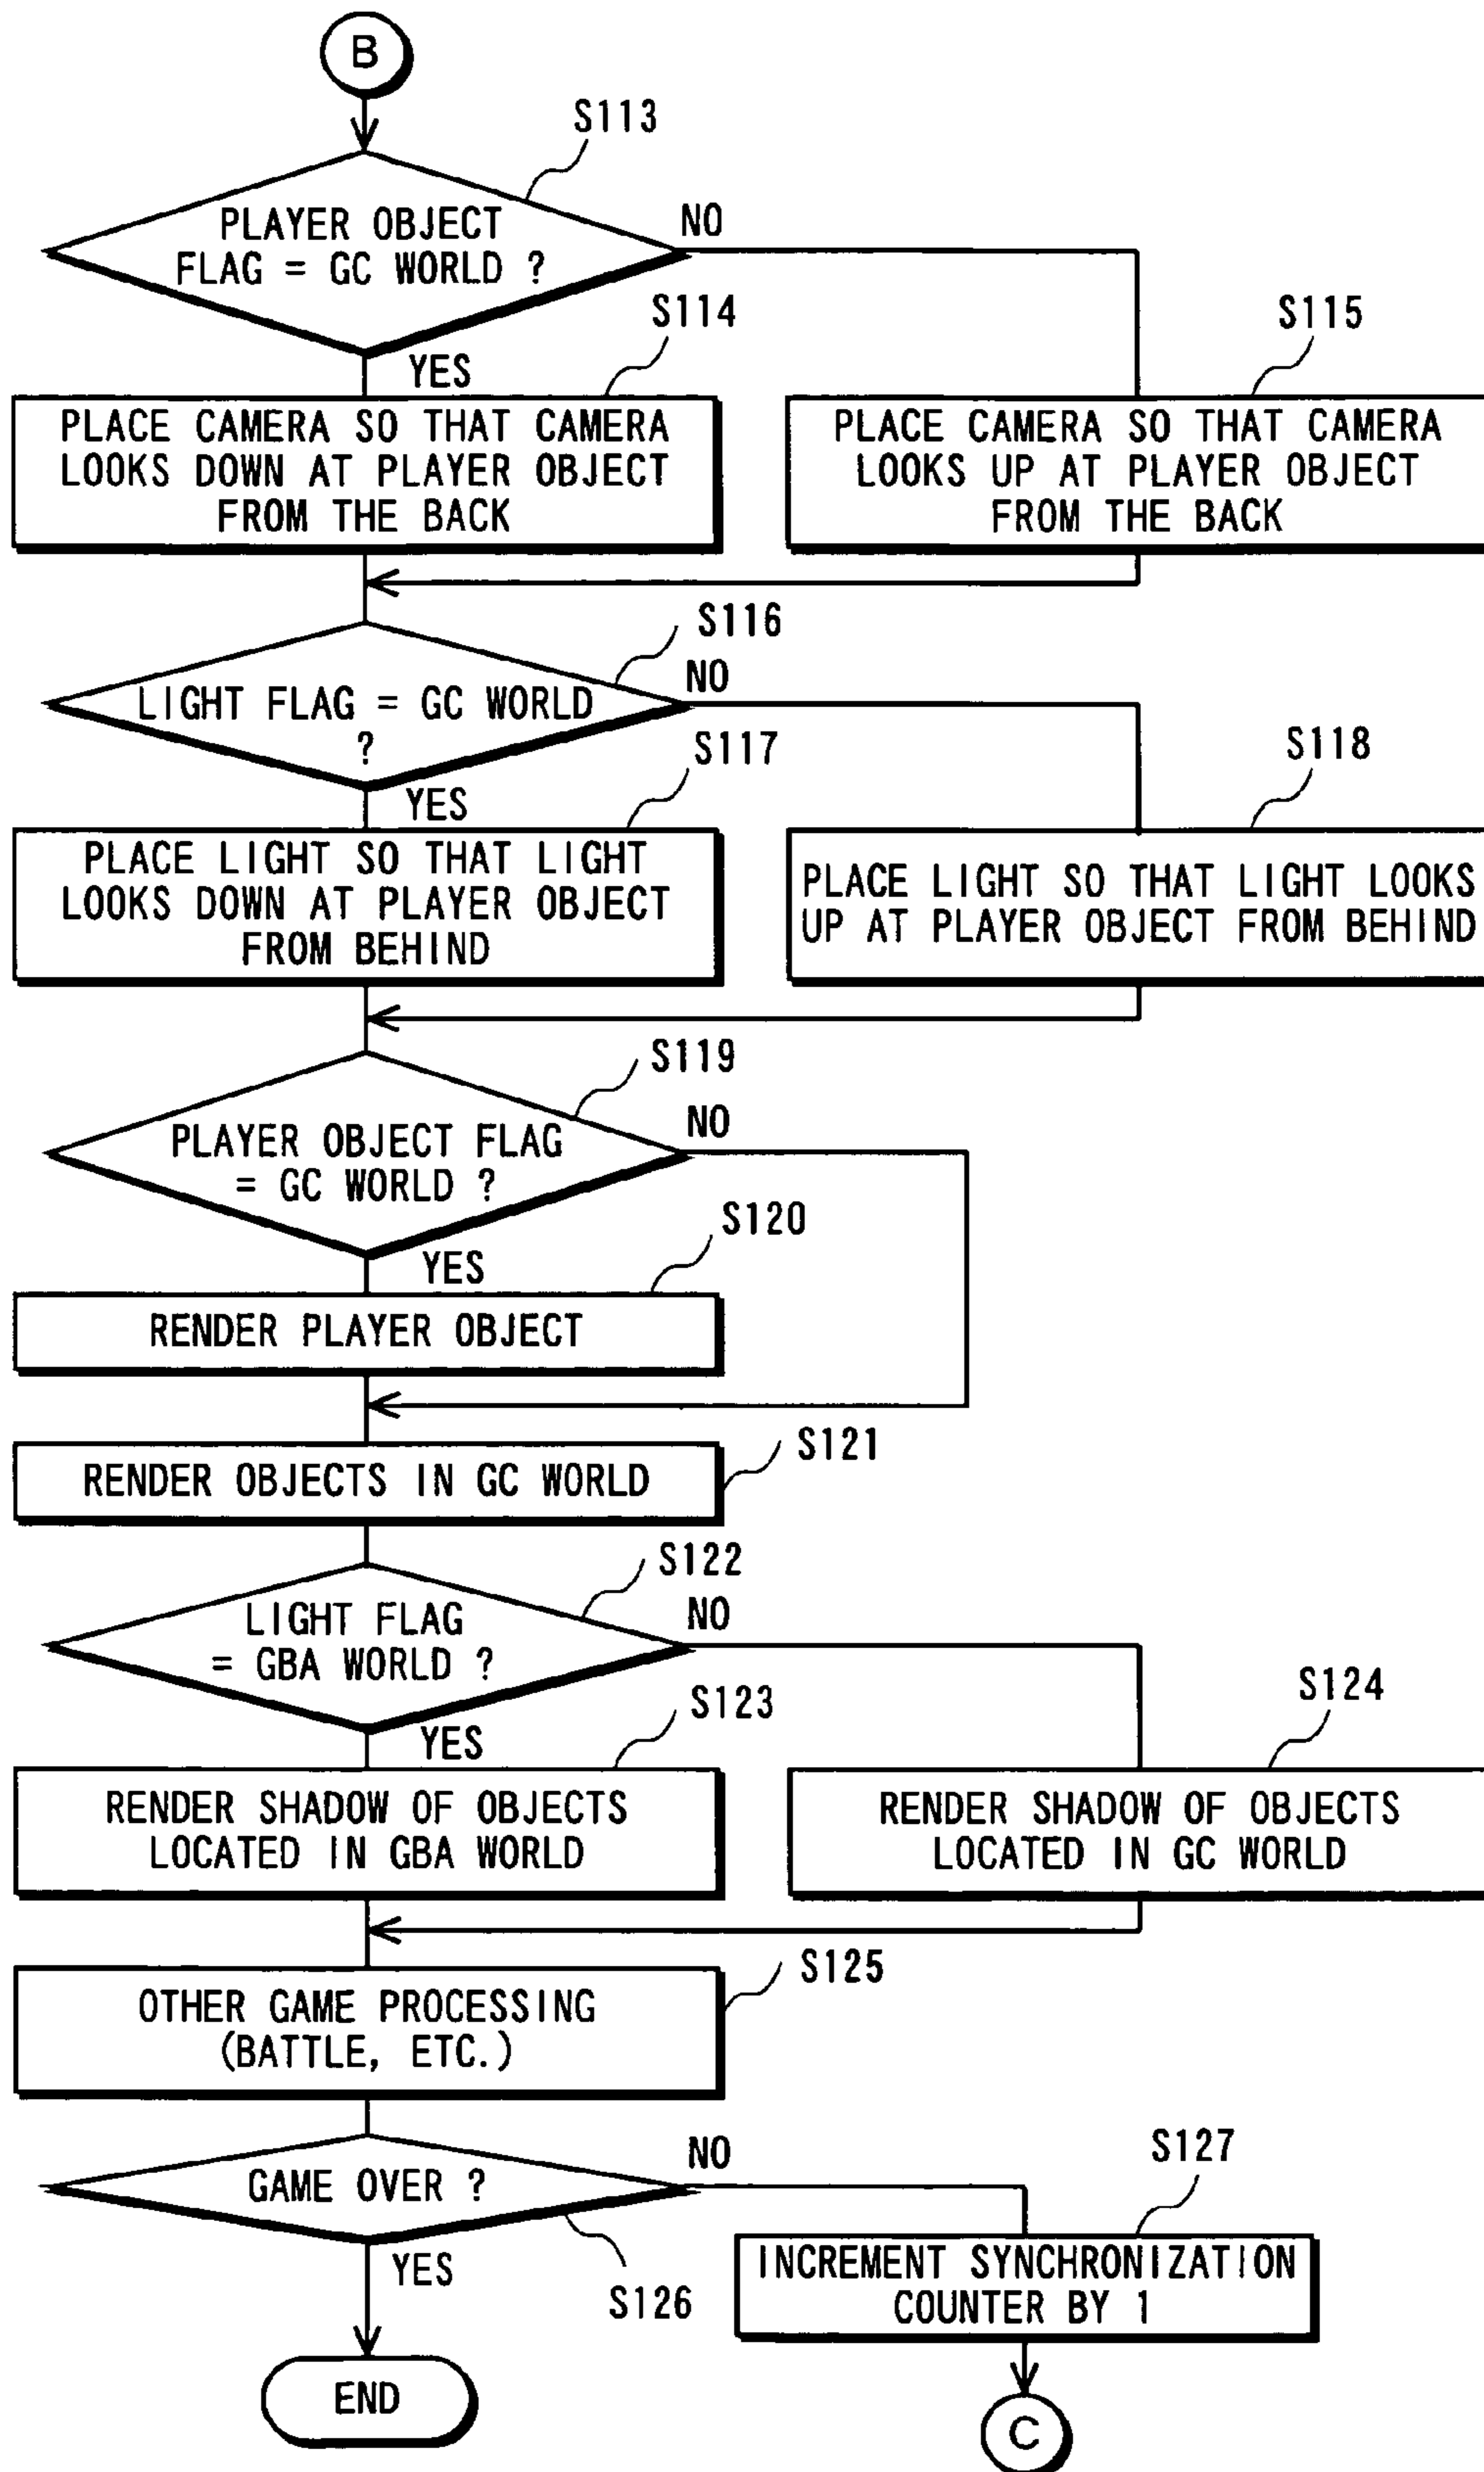 B
S113
PLAYER OBJECT
FLAG = GC WORLD ?
NO
YES
S114
PLACE CAMERA SO THAT CAMERA
LOOKS DOWN AT PLAYER OBJECT
FROM THE BACK
S115
PLACE CAMERA SO THAT CAMERA
LOOKS UP AT PLAYER OBJECT
FROM THE BACK
S116
LIGHT FLAG = GC WORLD
?
NO
YES
S117
PLACE LIGHT SO THAT LIGHT
LOOKS DOWN AT PLAYER OBJECT
FROM BEHIND
S118
PLACE LIGHT SO THAT LIGHT LOOKS
UP AT PLAYER OBJECT FROM BEHIND
S119
PLAYER OBJECT FLAG
= GC WORLD ?
NO
YES
S120
RENDER PLAYER OBJECT
S121
RENDER OBJECTS IN GC WORLD
S122
LIGHT FLAG
= GBA WORLD ?
NO
YES
S123
RENDER SHADOW OF OBJECTS
LOCATED IN GBA WORLD
S124
RENDER SHADOW OF OBJECTS
LOCATED IN GC WORLD
S125
OTHER GAME PROCESSING
(BATTLE, ETC.)
GAME OVER ?
NO
YES
S126
S127
INCREMENT SYNCHRONIZATION
COUNTER BY 1
END
C